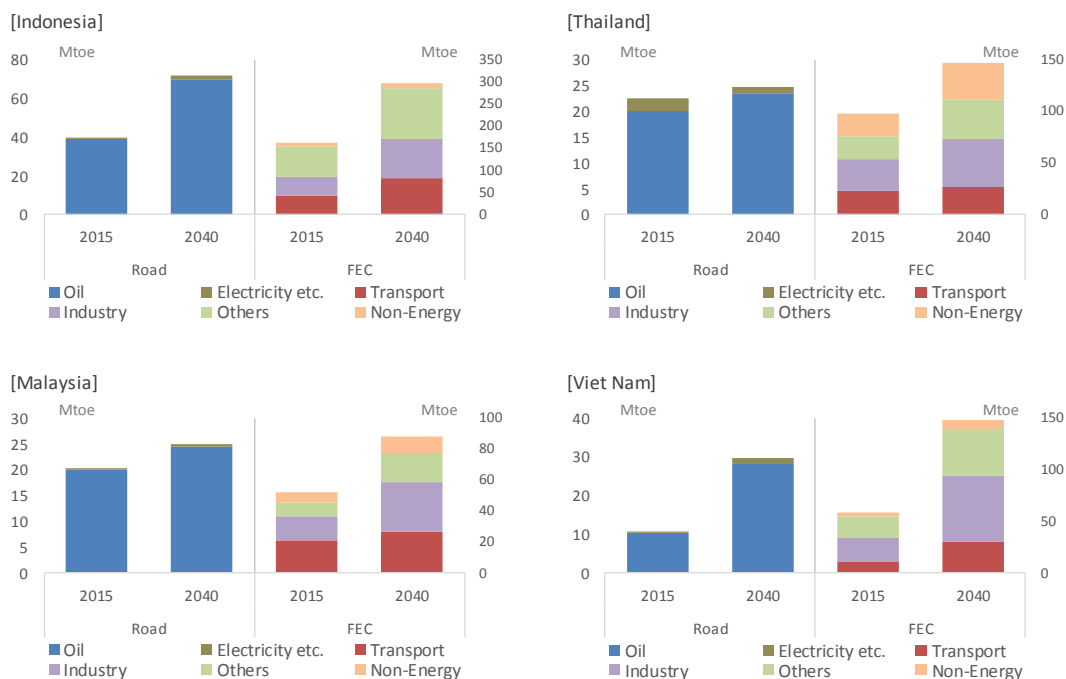 [Indonesia]
Mtoe Mtoe
80 350
300
60 250
200
40 150
20 100
50
0 0
2015 2040 2015 2040
Road FEC
Oil Electricity etc. Transport
Industry Others Non-Energy
[Thailand]
Mtoe Mtoe
30 150
25
20 100
15
10 50
5
0 0
2015 2040 2015 2040
Road FEC
Oil Electricity etc. Transport
Industry Others Non-Energy
[Malaysia]
Mtoe Mtoe
30 100
25 80
20
60
15
40
10
5 20
0 0
2015 2040 2015 2040
Road FEC
Oil Electricity etc. Transport
Industry Others Non-Energy
[Viet Nam]
Mtoe Mtoe
40 150
30
100
20
50
10
0 0
2015 2040 2015 2040
Road FEC
Oil Electricity etc. Transport
Industry Others Non-Energy